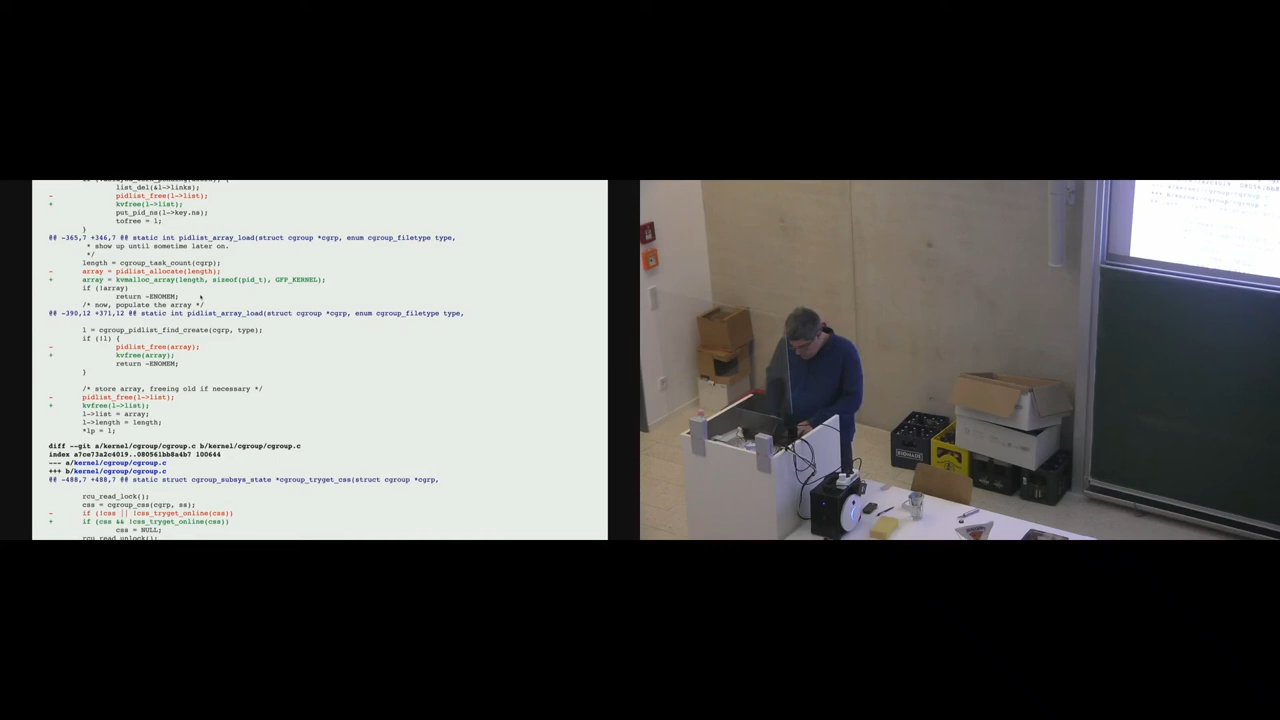 list_del(&l->links);
- pidlist_free(l->list);
+ kvfree(l->list);
put_pid_ns(l->key.ns);
tofree = l;
}
@@ -365,7 +346,7 @@ static int pidlist_array_load(struct cgroup *cgrp, enum cgroup_filetype type,
* show up until sometime later on.
*/
length = cgroup_task_count(cgrp);
- array = pidlist_allocate(length);
+ array = kvmalloc_array(length, sizeof(pid_t), GFP_KERNEL);
if (!array)
return -ENOMEM;
/* now, populate the array */
@@ -390,12 +371,12 @@ static int pidlist_array_load(struct cgroup *cgrp, enum cgroup_filetype type,
l = cgroup_pidlist_find_create(cgrp, type);
if (!l) {
- pidlist_free(array);
+ kvfree(array);
return -ENOMEM;
}
/* store array, freeing old if necessary */
- pidlist_free(l->list);
+ kvfree(l->list);
l->list = array;
l->length = length;
*lp = l;
diff --git a/kernel/cgroup/cgroup.c b/kernel/cgroup/cgroup.c
index a7ce73a2c4019..080561bb8a4b7 100644
--- a/kernel/cgroup/cgroup.c
+++ b/kernel/cgroup/cgroup.c
@@ -488,7 +488,7 @@ static struct cgroup_subsys_state *cgroup_tryget_css(struct cgroup *cgrp,
rcu_read_lock();
css = cgroup_css(cgrp, ss);
- if (!css || !css_tryget_online(css))
+ if (css && !css_tryget_online(css))
css = NULL;
rcu_read_unlock();
BIOMADE